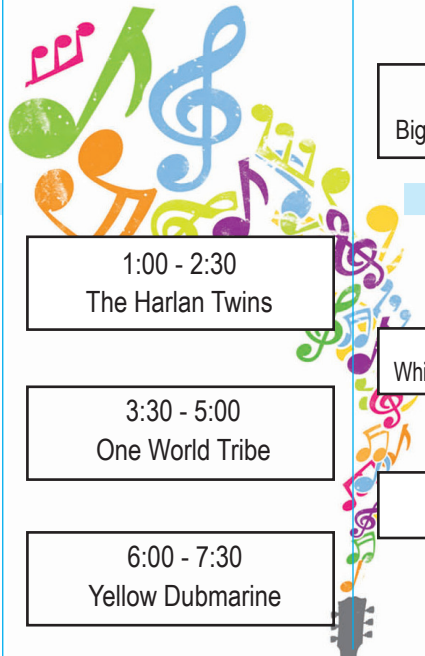 1:00 - 2:30
The Harlan Twins
3:30 - 5:00
One World Tribe
6:00 - 7:30
Yellow Dubmarine
Big